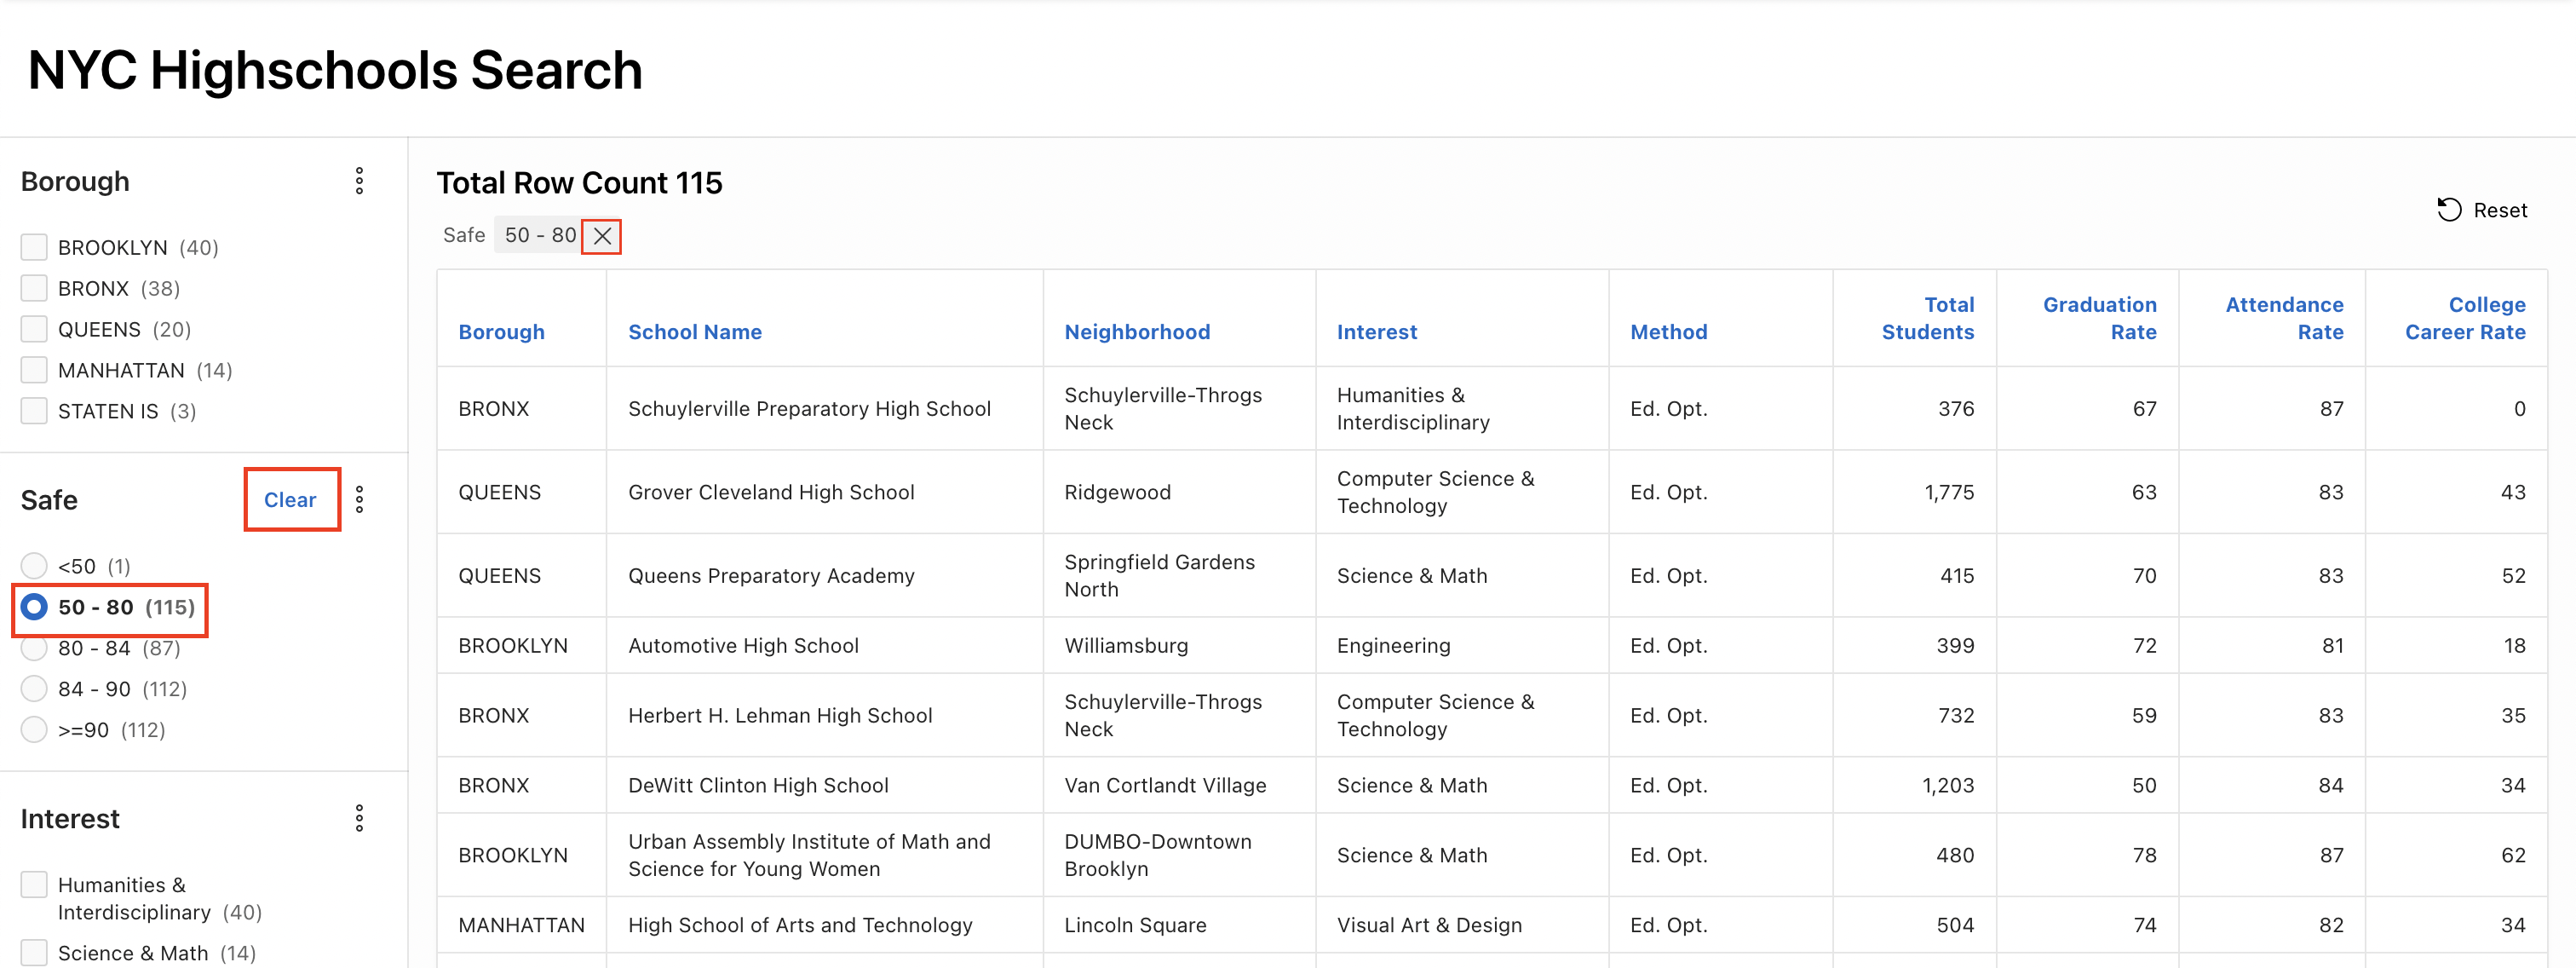 NYC Highschools Search
Borough
BROOKLYN (40)
BRONX (38)
QUEENS (20)
MANHATTAN (14)
STATEN IS (3)
Safe Clear
<50 (1)
50 - 80 (115)
80 - 84 (87)
84 - 90 (112)
>=90 (112)
Interest
Humanities &
Interdisciplinary (40)
Science & Math (14)
Total Row Count 115
Safe 50 - 80
Reset
Borough School Name Neighborhood Interest Method Total Students Graduation Rate Attendance Rate College Career Rate
BRONX Schuylerville Preparatory High School Schuylerville-Throgs Neck Humanities & Interdisciplinary Ed. Opt. 376 67 87 0
QUEENS Grover Cleveland High School Ridgewood Computer Science & Technology Ed. Opt. 1,775 63 83 43
QUEENS Queens Preparatory Academy Springfield Gardens North Science & Math Ed. Opt. 415 70 83 52
BROOKLYN Automotive High School Williamsburg Engineering Ed. Opt. 399 72 81 18
BRONX Herbert H. Lehman High School Schuylerville-Throgs Neck Computer Science & Technology Ed. Opt. 732 59 83 35
BRONX DeWitt Clinton High School Van Cortlandt Village Science & Math Ed. Opt. 1,203 50 84 34
BROOKLYN Urban Assembly Institute of Math and Science for Young Women DUMBO-Downtown Brooklyn Science & Math Ed. Opt. 480 78 87 62
MANHATTAN High School of Arts and Technology Lincoln Square Visual Art & Design Ed. Opt. 504 74 82 34